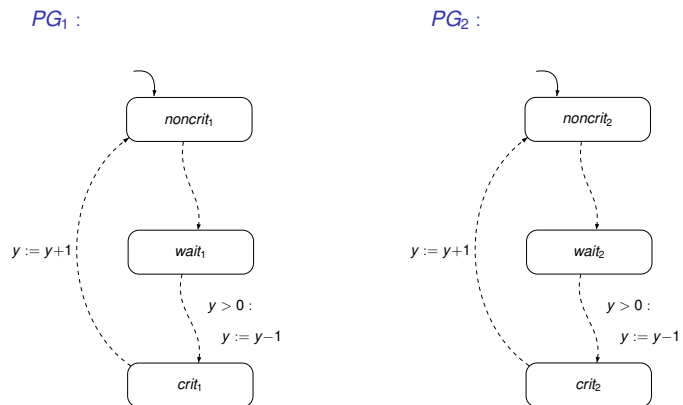 PG₁ :
PG₂ :
noncrit₁
noncrit₂
y := y+1
wait₁
y := y+1
wait₂
y > 0 :
y > 0 :
y := y−1
y := y−1
crit₁
crit₂